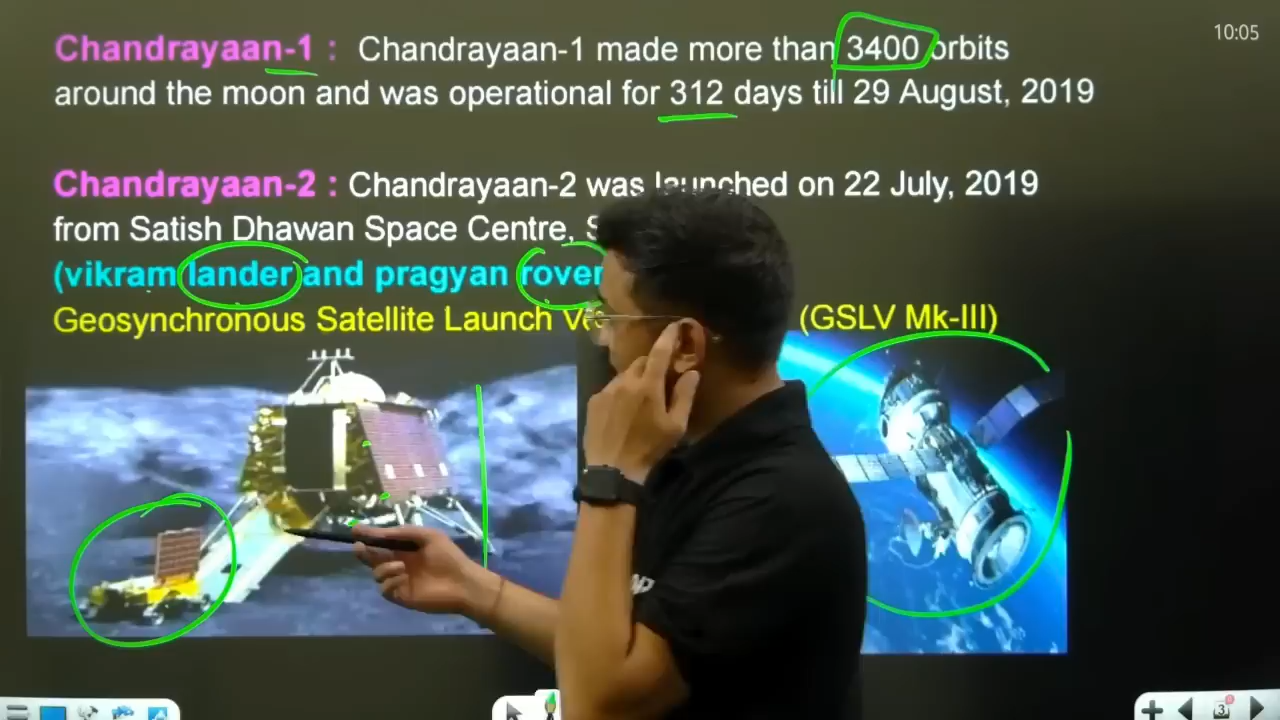 10:05
Chandrayaan-1 : Chandrayaan-1 made more than 3400 orbits
around the moon and was operational for 312 days till 29 August, 2019
Chandrayaan-2 : Chandrayaan-2 was launched on 22 July, 2019
from Satish Dhawan Space Centre,
(vikram lander and pragyan rover
Geosynchronous Satellite Launch (GSLV Mk-III)
3